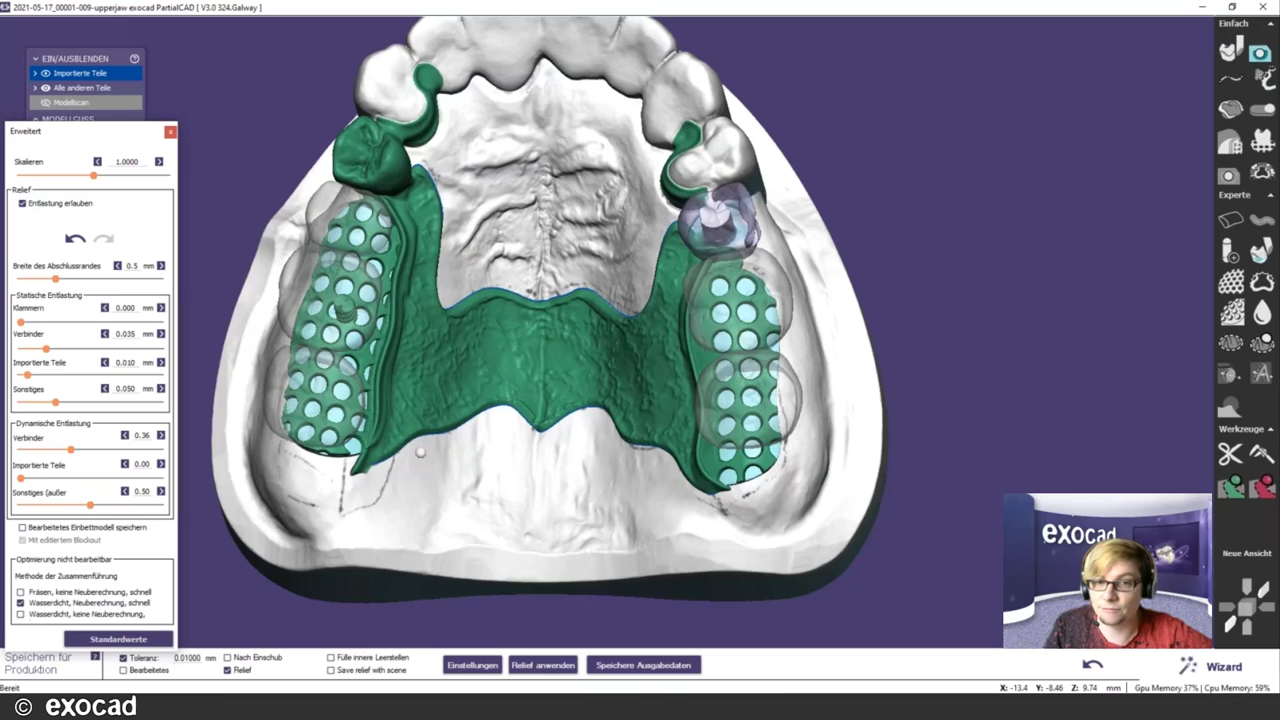 2021-05-17_00001-009-upperjaw exocad PartialCAD [ V3.0 324.Galway ]
EIN/AUSBLENDEN
Importierte Teile
Alle anderen Teile
Modellscan
MODELLGUSS
Erweitert
Skalieren 1.0000
Relief
Entlastung erlauben
Breite des Abschlussrandes 0.5 mm
Statische Entlastung
Klammern 0.000 mm
Verbinder 0.035 mm
Importierte Teile 0.010 mm
Sonstiges 0.050 mm
Dynamische Entlastung
Verbinder 0.36
Importierte Teile 0.00
Sonstiges (außer 0.50
Bearbeitetes Einbettmodell speichern
Mit editiertem Blockout
Optimierung nicht bearbeitbar
Methode der Zusammenführung
Fräsen, keine Neuberechnung, schnell
Wasserdicht, Neuberechnung, schnell
Wasserdicht, keine Neuberechnung,
Standardwerte
Speichern für Produktion
Toleranz: 0.01000 mm
Nach Einschub
Fülle innere Leerstellen
Bearbeitetes
Relief
Save relief with scene
Einstellungen
Relief anwenden
Speichere Ausgabedaten
Wizard
Bereit
X: -13.4 Y: -8.46 Z: 9.74 mm
Gpu Memory 37% | Cpu Memory: 59%
Einfach
Experte
Werkzeuge
Neue Ansicht
exocad
© exocad